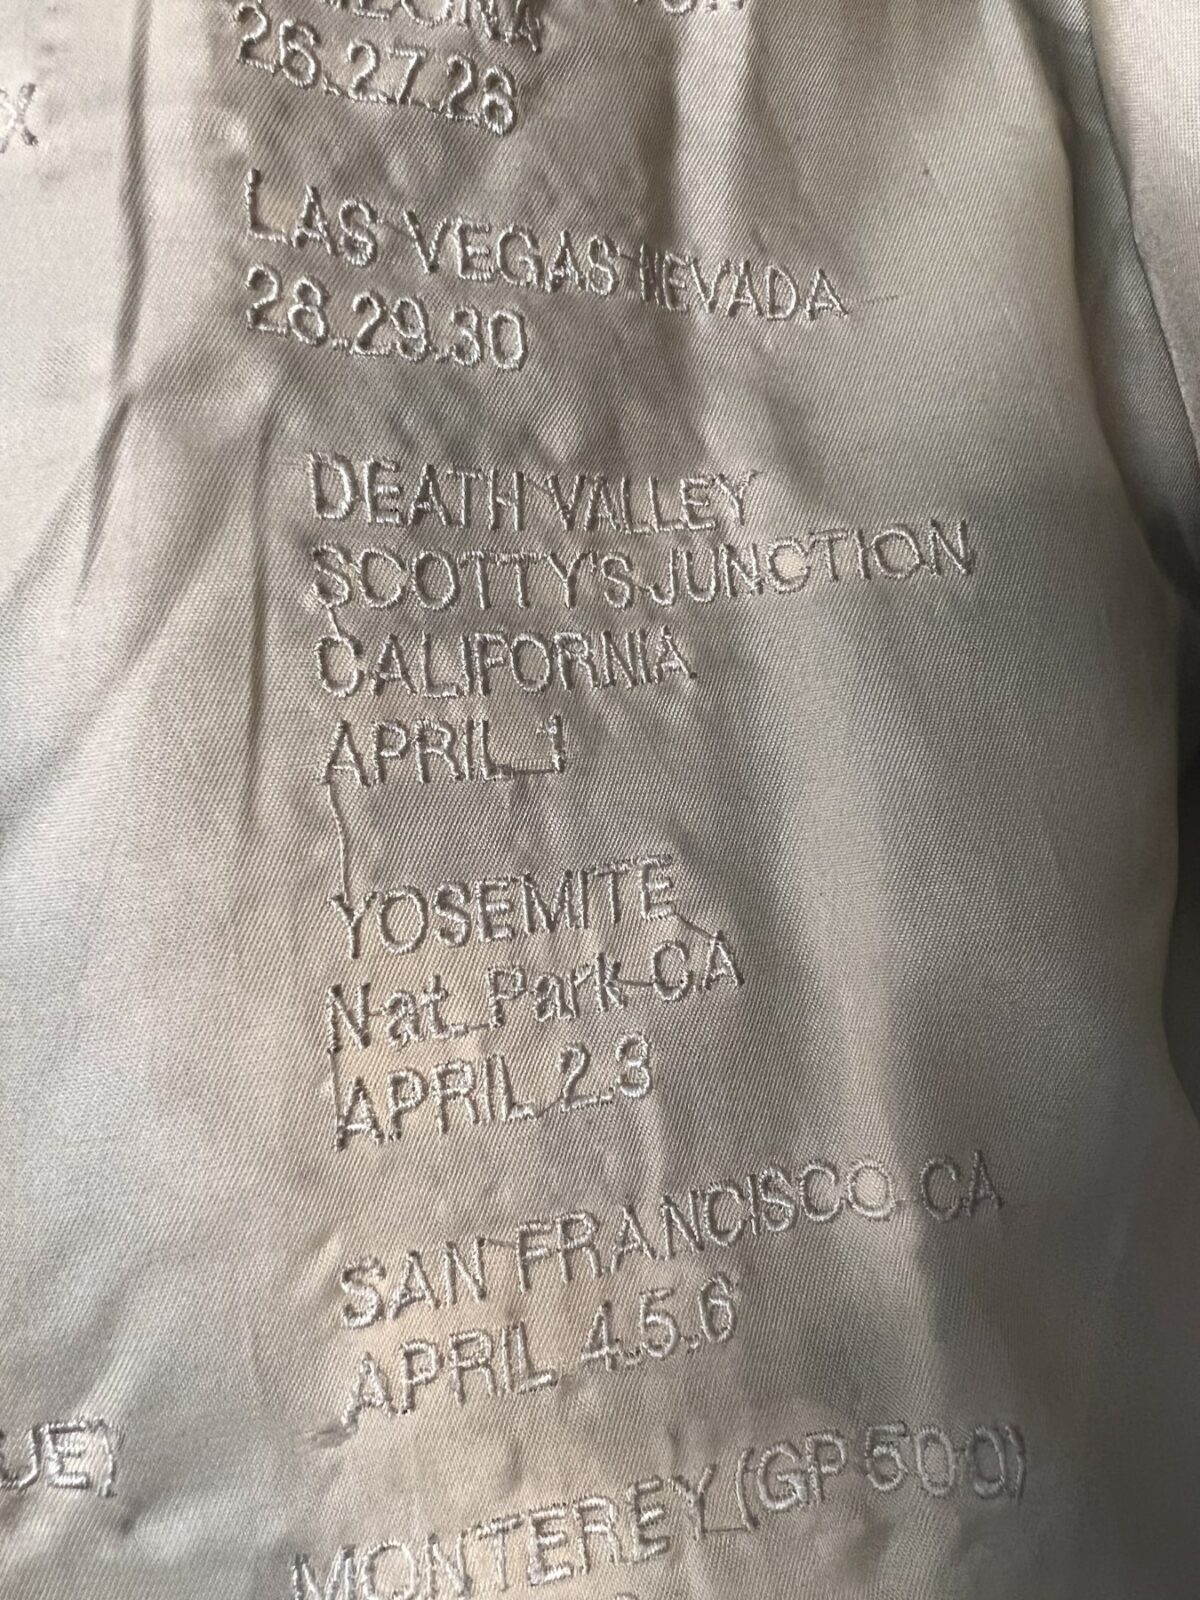 26.27.28
X
LAS VEGAS NEVADA
28.29.30
DEATH VALLEY
SCOTTY'S JUNCTION
CALIFORNIA
APRIL 1
YOSEMITE
Nat. Park CA
APRIL 2.3
SAN FRANCISCO CA
APRIL 4.5.6
UE)
MONTEREY (GP 500)